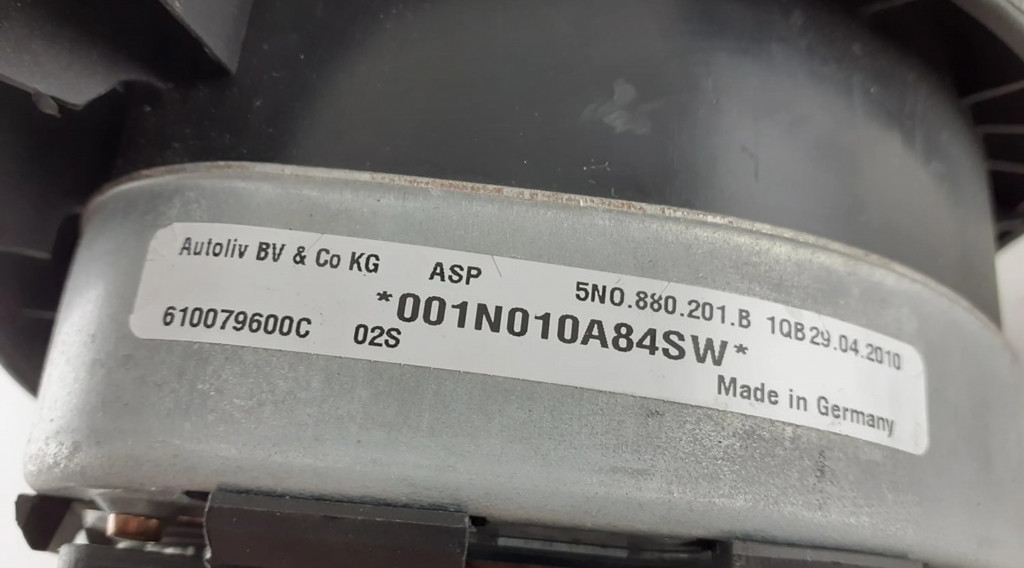 Autoliv BV & Co KG ASP 5N0.880.201.B 1QB 29.04.2010
*001N010A84SW*
610079600C 02S
Made in Germany